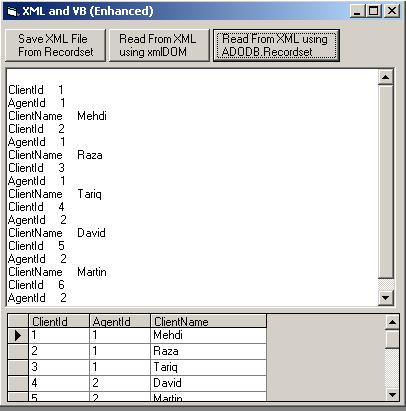 XML and VB (Enhanced)
Save XML File
From Recordset
Read From XML
using xmlDOM
Read From XML using
ADODB.Recordset
ClientId 1
AgentId 1
ClientName Mehdi
ClientId 2
AgentId 1
ClientName Raza
ClientId 3
AgentId 1
ClientName Tariq
ClientId 4
AgentId 2
ClientName David
ClientId 5
AgentId 2
ClientName Martin
ClientId 6
AgentId 2
ClientId AgentId ClientName
1 1 Mehdi
2 1 Raza
3 1 Tariq
4 2 David
5 2 Martin